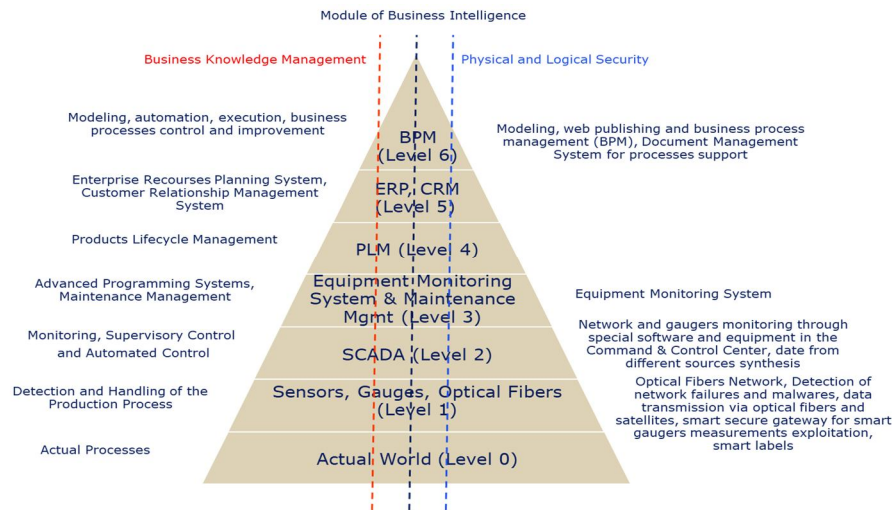 Module of Business Intelligence
Business Knowledge Management
Physical and Logical Security
Modeling, automation, execution, business
processes control and improvement
BPM
(Level 6)
Modeling, web publishing and business process
management (BPM), Document Management
System for processes support
Enterprise Recourses Planning System,
Customer Relationship Management
System
ERP, CRM
(Level 5)
Products Lifecycle Management
PLM (Level 4)
Advanced Programming Systems,
Maintenance Management
Equipment Monitoring
System & Maintenance
Mgmt (Level 3)
Equipment Monitoring System
Monitoring, Supervisory Control
and Automated Control
SCADA (Level 2)
Network and gaugers monitoring through
special software and equipment in the
Command & Control Center, date from
different sources synthesis
Detection and Handling of the
Production Process
Sensors, Gauges, Optical Fibers
(Level 1)
Optical Fibers Network, Detection of
network failures and malwares, data
transmission via optical fibers and
satellites, smart secure gateway for smart
gaugers measurements exploitation,
smart labels
Actual Processes
Actual World (Level 0)